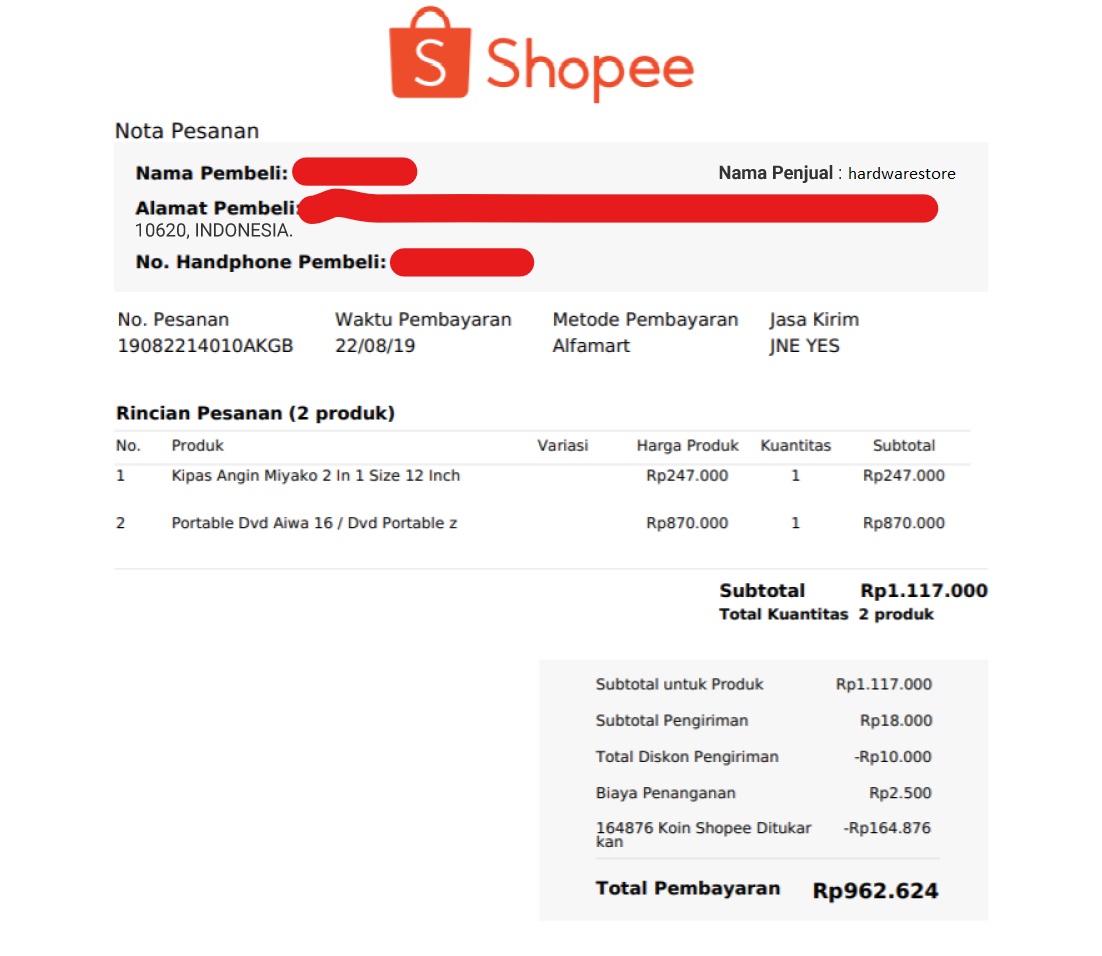 S Shopee
Nota Pesanan
Nama Pembeli: Nama Penjual : hardwarestore
Alamat Pembeli:
10620, INDONESIA.
No. Handphone Pembeli:
No. Pesanan Waktu Pembayaran Metode Pembayaran Jasa Kirim
19082214010AKGB 22/08/19 Alfamart JNE YES
Rincian Pesanan (2 produk)
No. Produk Variasi Harga Produk Kuantitas Subtotal
1 Kipas Angin Miyako 2 In 1 Size 12 Inch Rp247.000 1 Rp247.000
2 Portable Dvd Aiwa 16 / Dvd Portable z Rp870.000 1 Rp870.000
Subtotal Rp1.117.000
Total Kuantitas 2 produk
Subtotal untuk Produk Rp1.117.000
Subtotal Pengiriman Rp18.000
Total Diskon Pengiriman -Rp10.000
Biaya Penanganan Rp2.500
164876 Koin Shopee Ditukar -Rp164.876
kan
Total Pembayaran Rp962.624